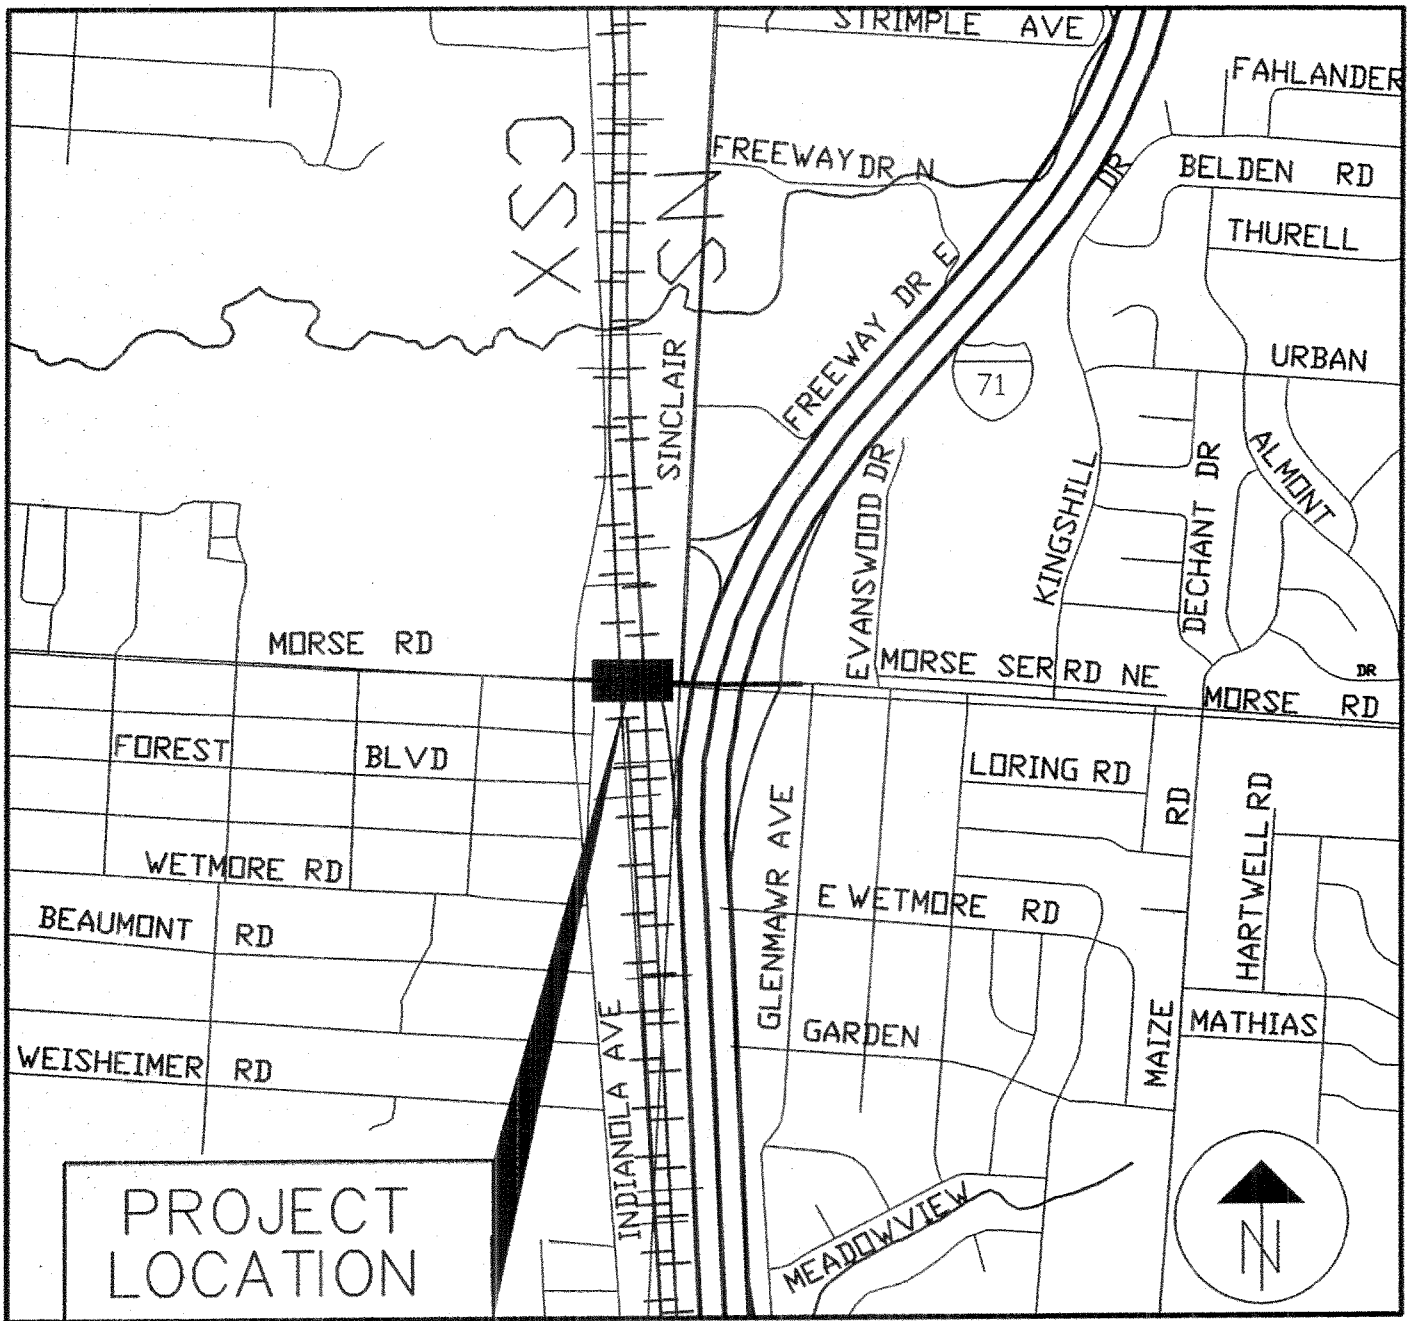 STRIMPLE AVE
FAHLANDER
FREEWAY DR N
DR
BELDEN RD
THURELL
CSX
NS
FREEWAY DR E
SINCLAIR
71
URBAN
ALMONT
EVANSWOOD DR
KINGSHILL
DECHANT DR
MORSE RD
MORSE SER RD NE
DR
MORSE RD
FOREST BLVD
LORING RD
RD
HARTWELL RD
GLENMAWR AVE
WETMORE RD
E WETMORE RD
BEAUMONT RD
INDIANOLA AVE
GARDEN
MAIZE
MATHIAS
WEISHEIMER RD
MEADOWVIEW
PROJECT
LOCATION
N